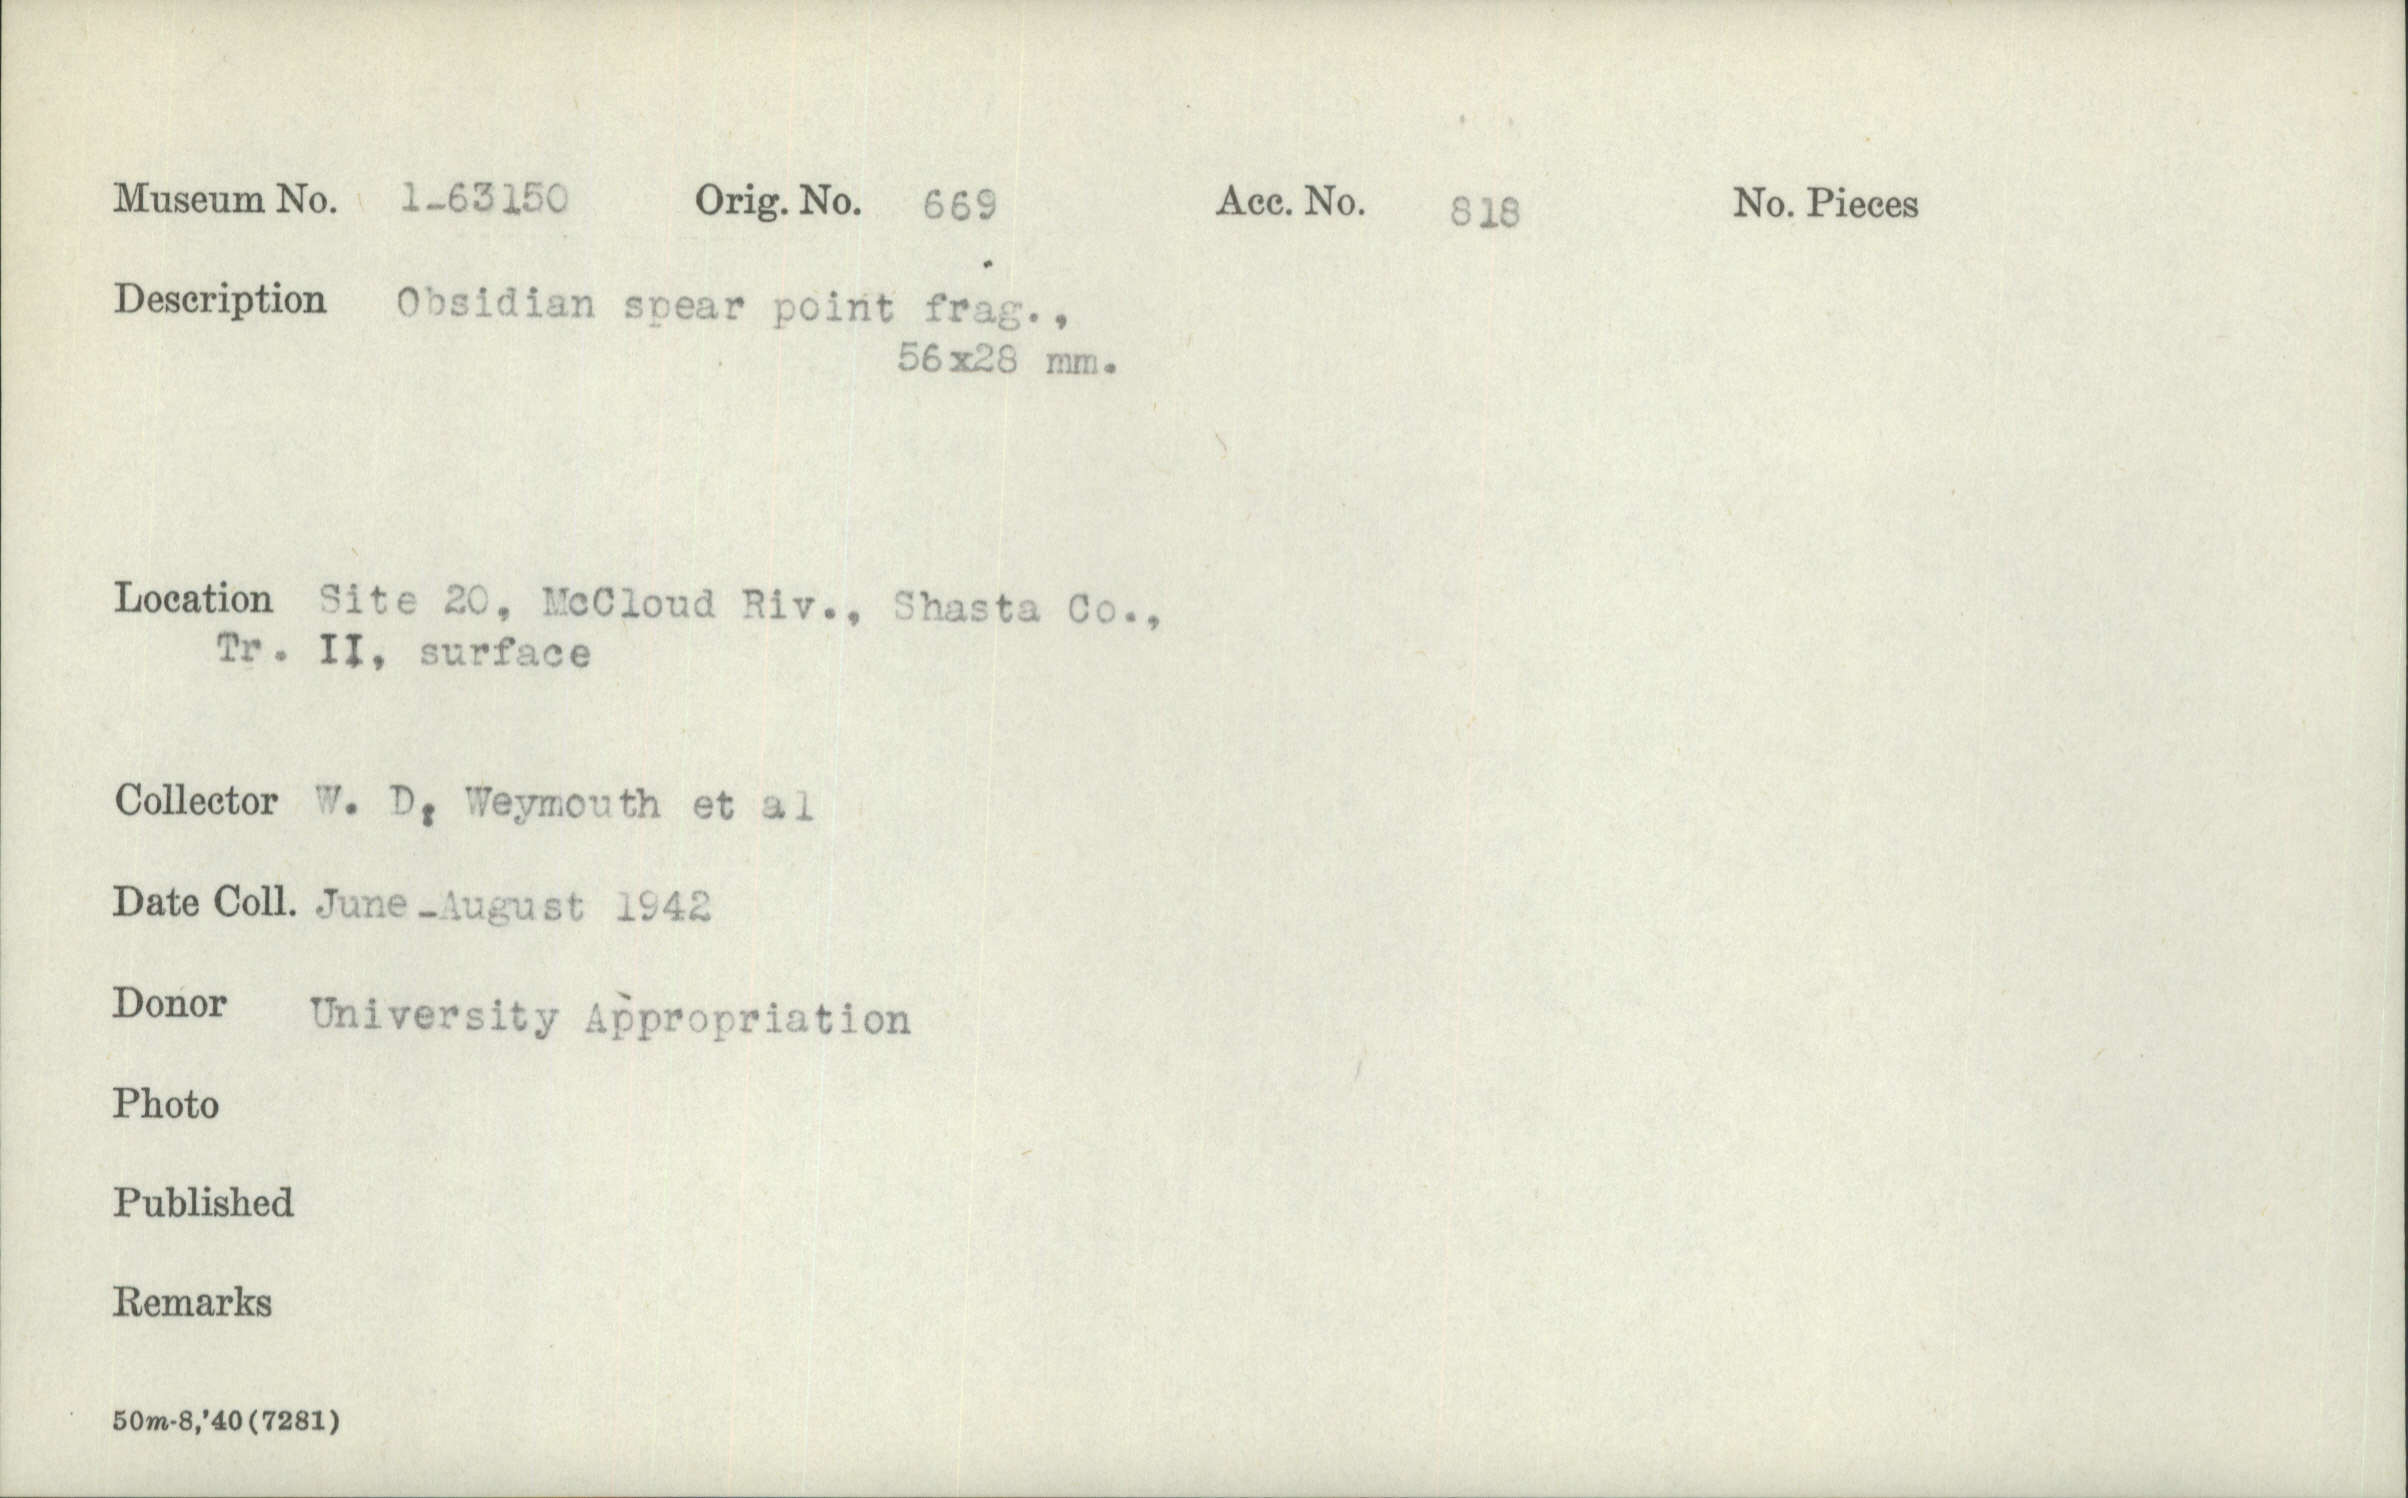 Museum No. 1-63150 Orig. No. 669 Acc. No. 818 No. Pieces
Description Obsidian spear point frag.,
56x28 mm.
Location Site 20, McCloud Riv., Shasta Co.,
Tr. II, surface
Collector W. D. Weymouth et al
Date Coll. June-August 1942
Donor University Appropriation
Photo
Published
Remarks
50m-8,'40(7281)